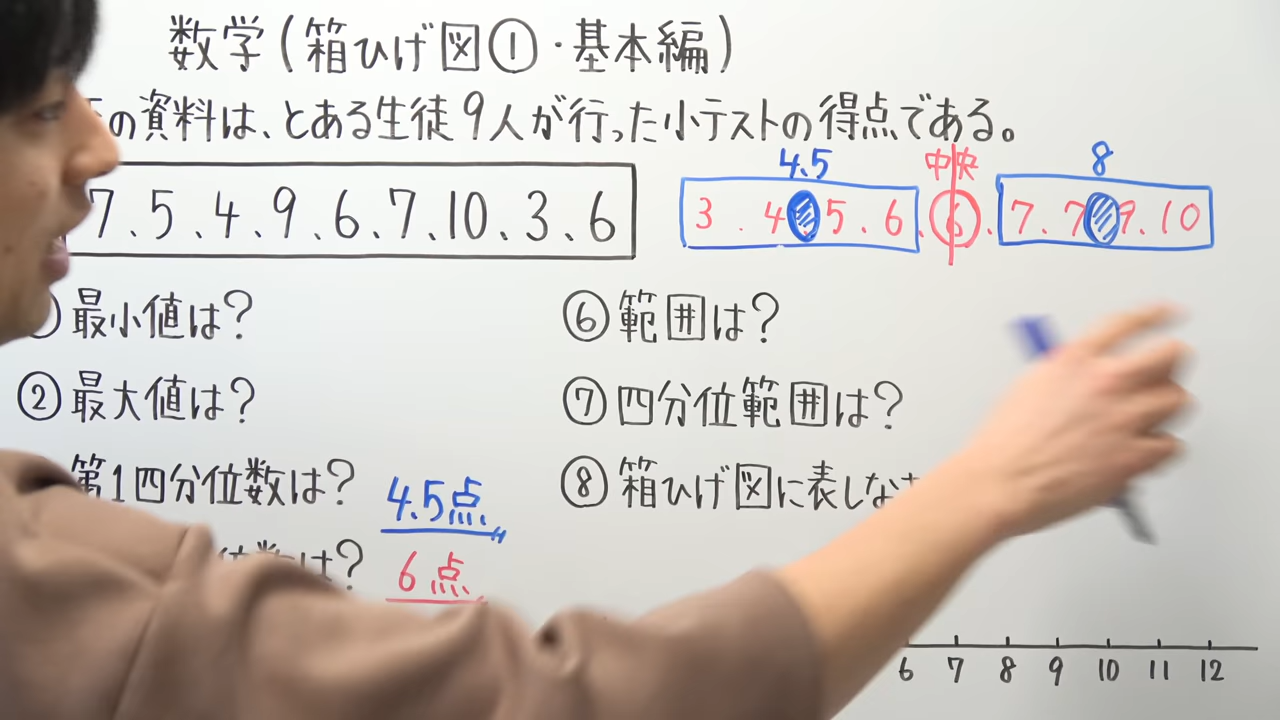 数学(箱ひげ図①・基本編)
の資料は、とある生徒9人が行った小テストの得点である。
4.5 中央 8
7、5、4、9、6、7、10、3、6
3．4．5．6．6．7．7．9．10
最小値は？
②最大値は？
第1四分位数は？ 4.5点
位数は？ 6点
⑥範囲は？
⑦四分位範囲は？
⑧箱ひげ図に表しな
6 7 8 9 10 11 12